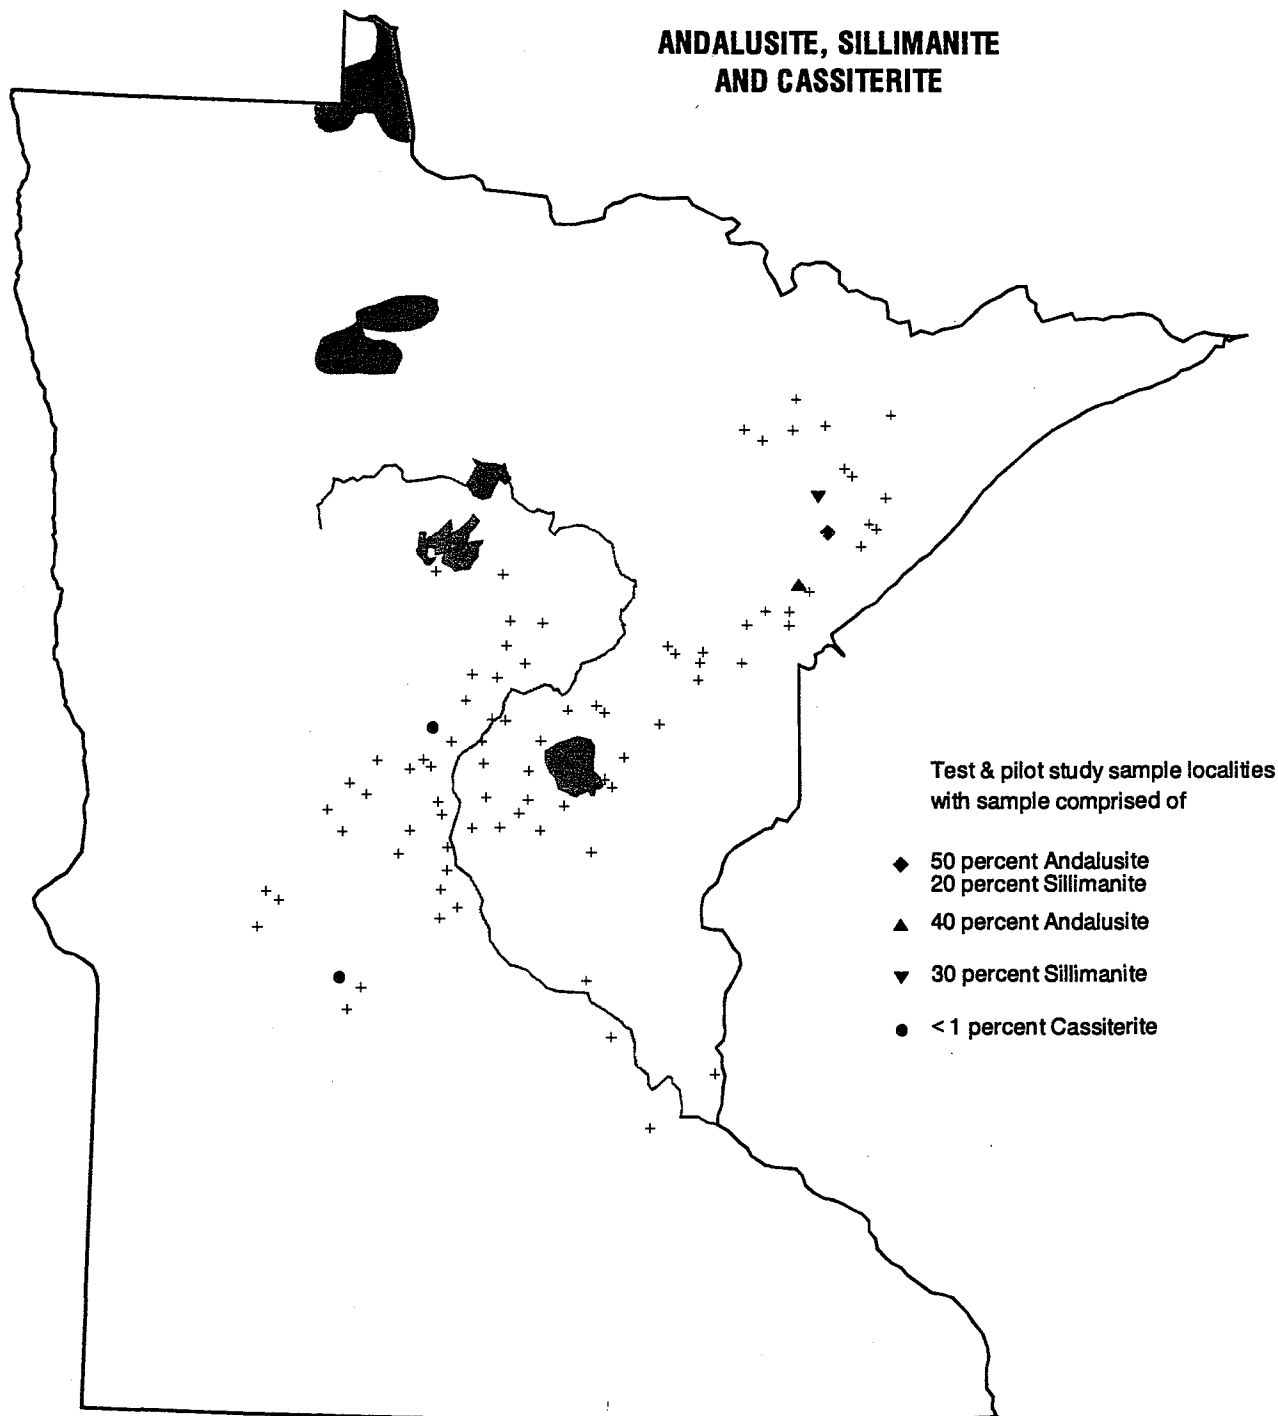 ANDALUSITE, SILLIMANITE
AND CASSITERITE
Test & pilot study sample localities
with sample comprised of
50 percent Andalusite
20 percent Sillimanite
40 percent Andalusite
30 percent Sillimanite
<1 percent Cassiterite